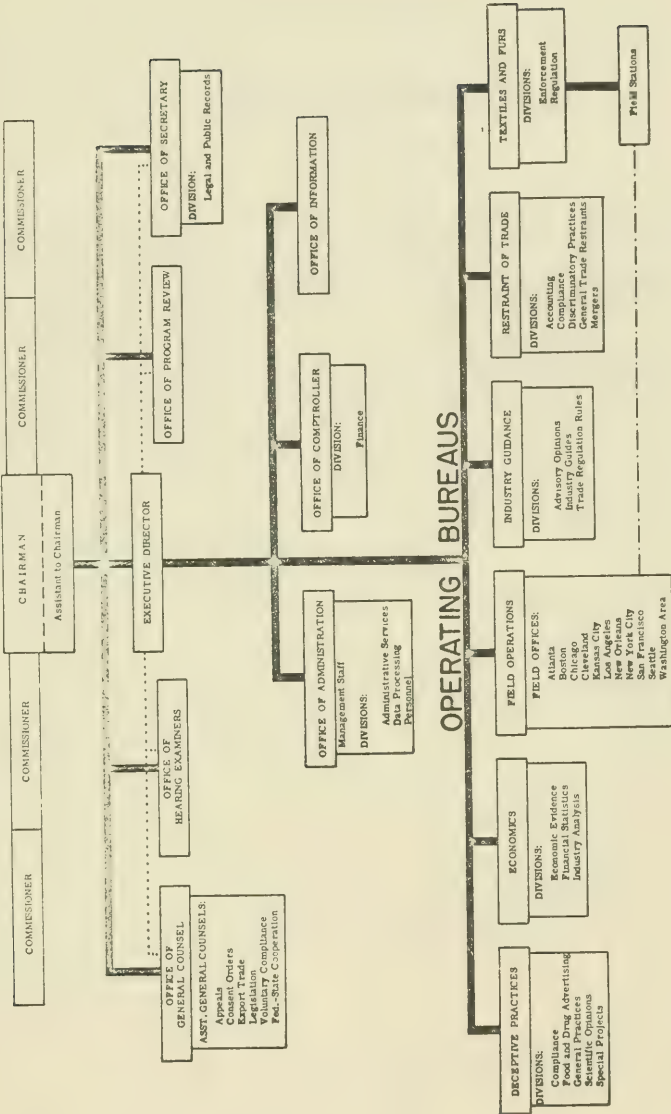 COMMISSIONER
COMMISSIONER
CHAIRMAN
Assistant to Chairman
COMMISSIONER
COMMISSIONER
OFFICE OF
GENERAL COUNSEL
ASST. GENERAL COUNSELS:
Appeals
Consent Orders
Export Trade
Legislation
Voluntary Compliance
Fed.-State Cooperation
OFFICE OF
HEARING EXAMINERS
EXECUTIVE DIRECTOR
OFFICE OF PROGRAM REVIEW
OFFICE OF SECRETARY
DIVISION:
Legal and Public Records
OFFICE OF ADMINISTRATION
Management Staff
DIVISIONS:
Administrative Services
Data Processing
Personnel
OFFICE OF COMPTROLLER
DIVISION:
Finance
OFFICE OF INFORMATION
OPERATING BUREAUS
DECEPTIVE PRACTICES
DIVISIONS:
Compliance
Food and Drug Advertising
General Practices
Scientific Opinions
Special Projects
ECONOMICS
DIVISIONS:
Economic Evidence
Financial Statistics
Industry Analysis
FIELD OPERATIONS
FIELD OFFICES:
Atlanta
Boston
Chicago
Cleveland
Kansas City
Los Angeles
New Orleans
New York City
San Francisco
Seattle
Washington Area
INDUSTRY GUIDANCE
DIVISIONS:
Advisory Opinions
Industry Guides
Trade Regulation Rules
RESTRAINT OF TRADE
DIVISIONS:
Accounting
Compliance
Discriminatory Practices
General Trade Restraints
Mergers
TEXTILES AND FURS
DIVISIONS:
Enforcement
Regulation
Field Stations